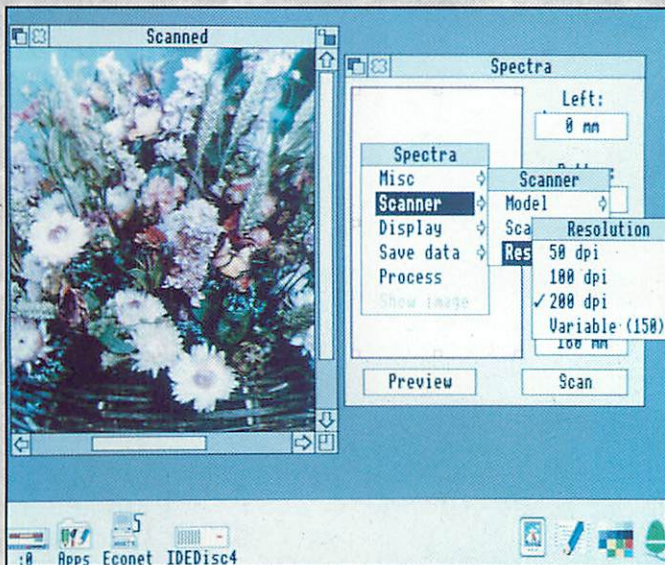 Scanned
Spectra
Left:
0 mm
Spectra
Misc
Scanner
Display
Save data
Process
Show image
Scanner
Model
Sca
Res
Resolution
50 dpi
100 dpi
✓200 dpi
Variable (150)
180 mm
Preview
Scan
:0
Apps
Econet
IDEDisc4